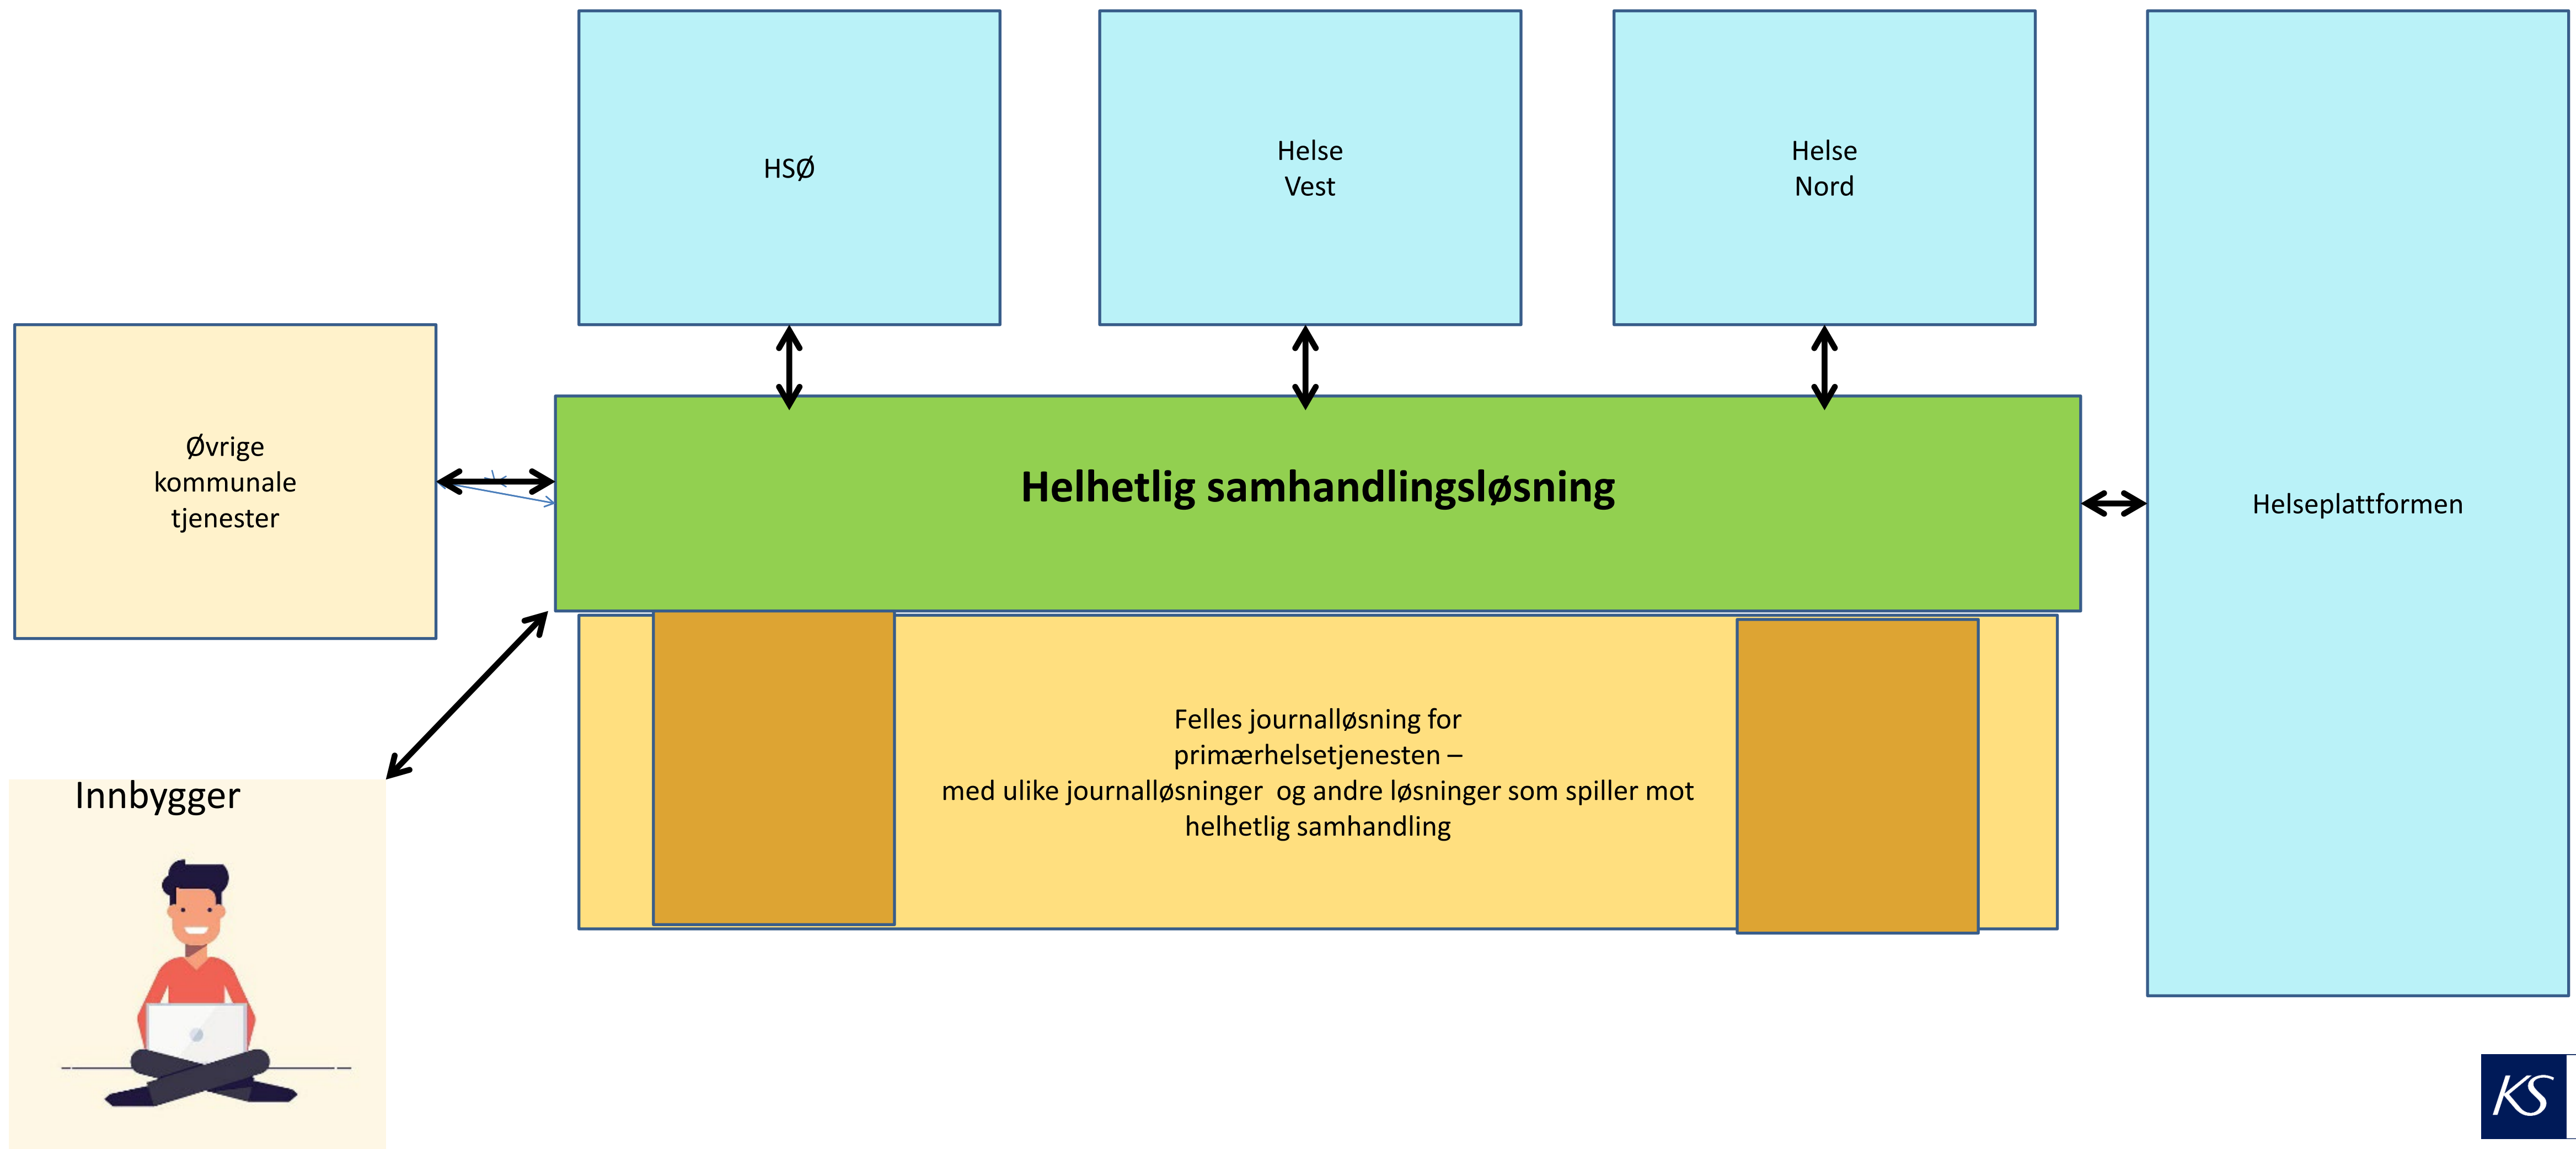 HSØ
Helse
Vest
Helse
Nord
Øvrige
kommunale
tjenester
Helhetlig samhandlingsløsning
Helseplattformen
Felles journalløsning for
primærhelsetjenesten –
med ulike journalløsninger  og andre løsninger som spiller mot
helhetlig samhandling
Innbygger
KS